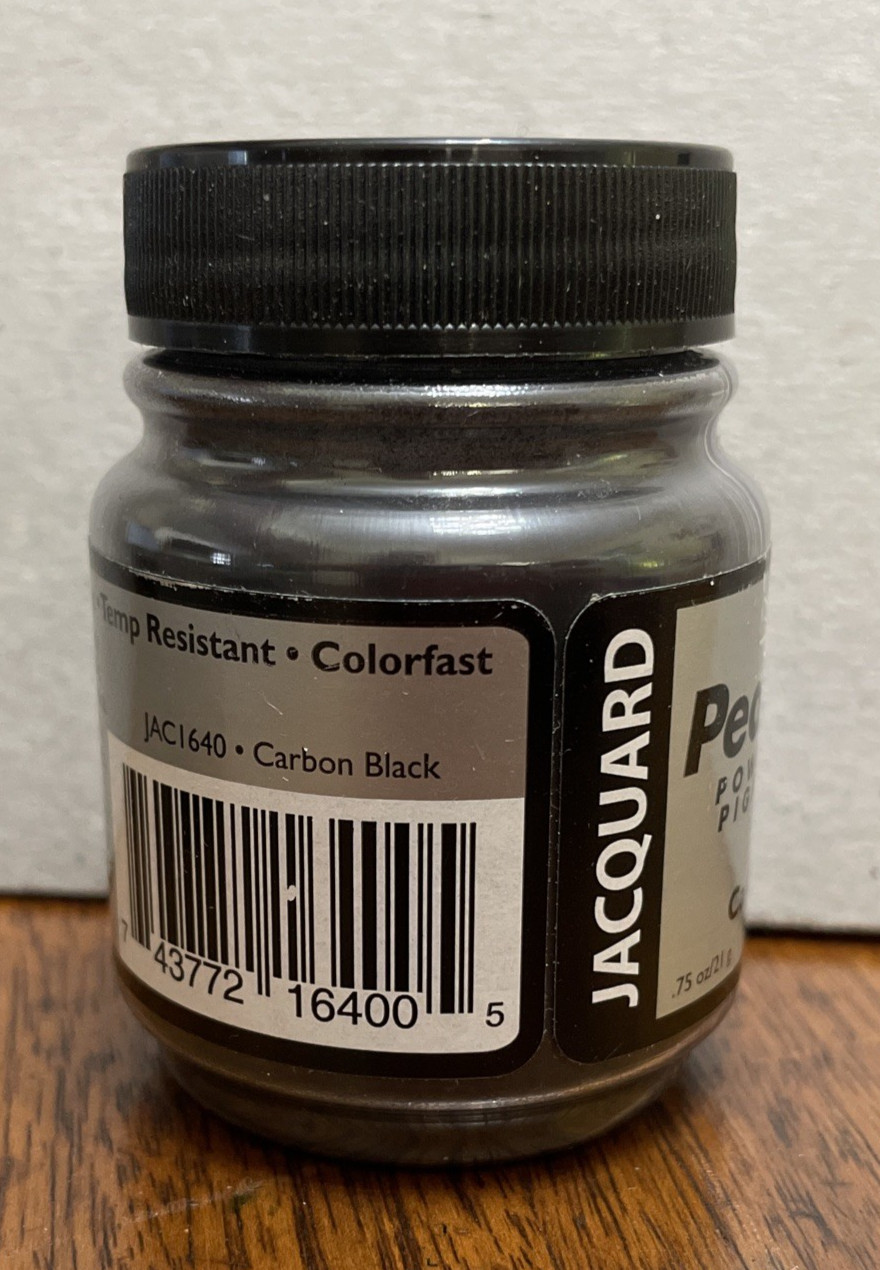 Temp Resistant • Colorfast
JAC1640 • Carbon Black
7 43772 16400 5
JACQUARD
.75 oz/21 g